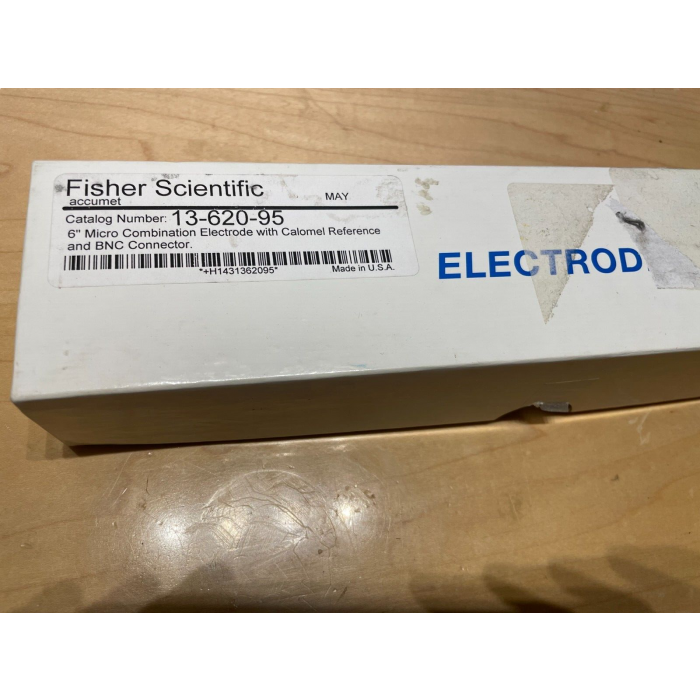 Fisher Scientific
accumet MAY
Catalog Number: 13-620-95
6" Micro Combination Electrode with Calomel Reference
and BNC Connector.
*+H1431362095* Made in U.S.A.
ELECTROD